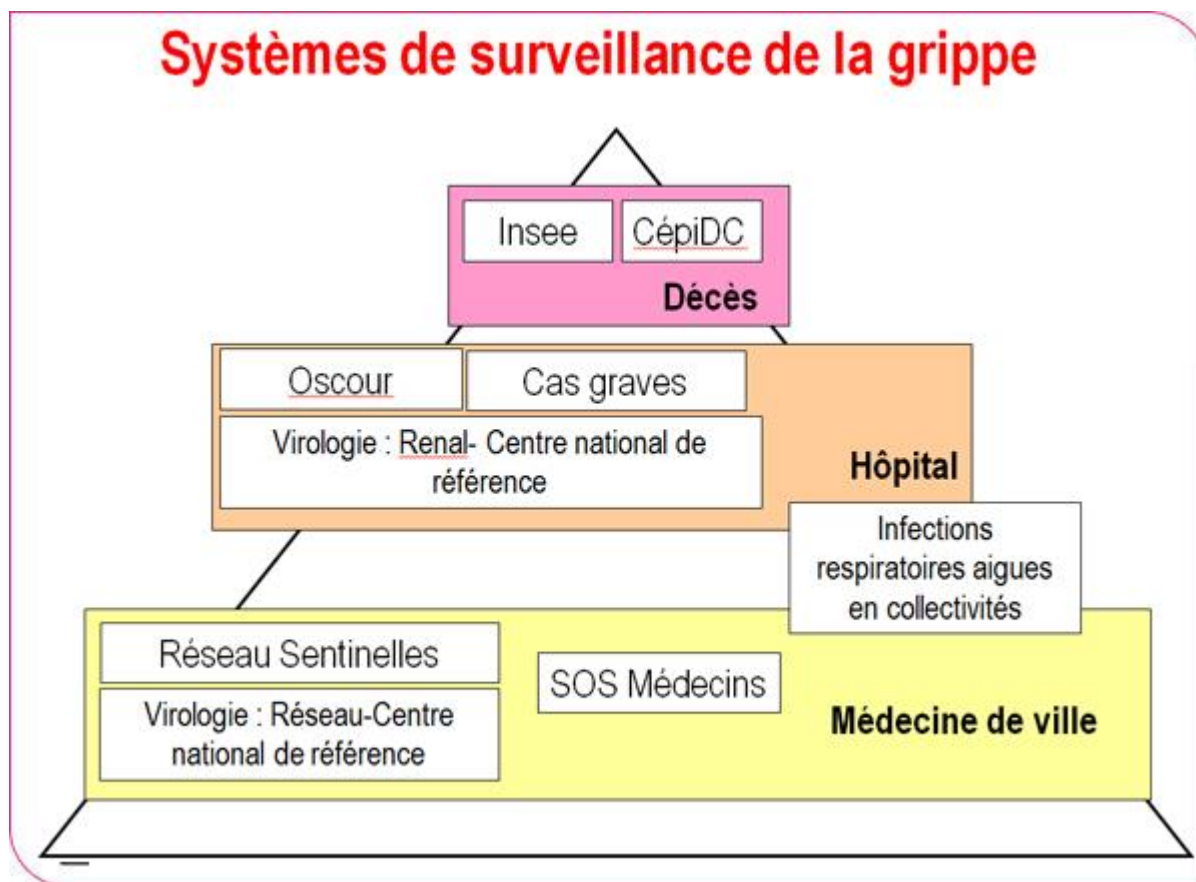 Systèmes de surveillance de la grippe
Insee
CépiDC
Décès
Oscour
Cas graves
Virologie : Renal- Centre national de
référence
Hôpital
Infections
respiratoires aigues
en collectivités
Réseau Sentinelles
SOS Médecins
Virologie : Réseau-Centre
national de référence
Médecine de ville